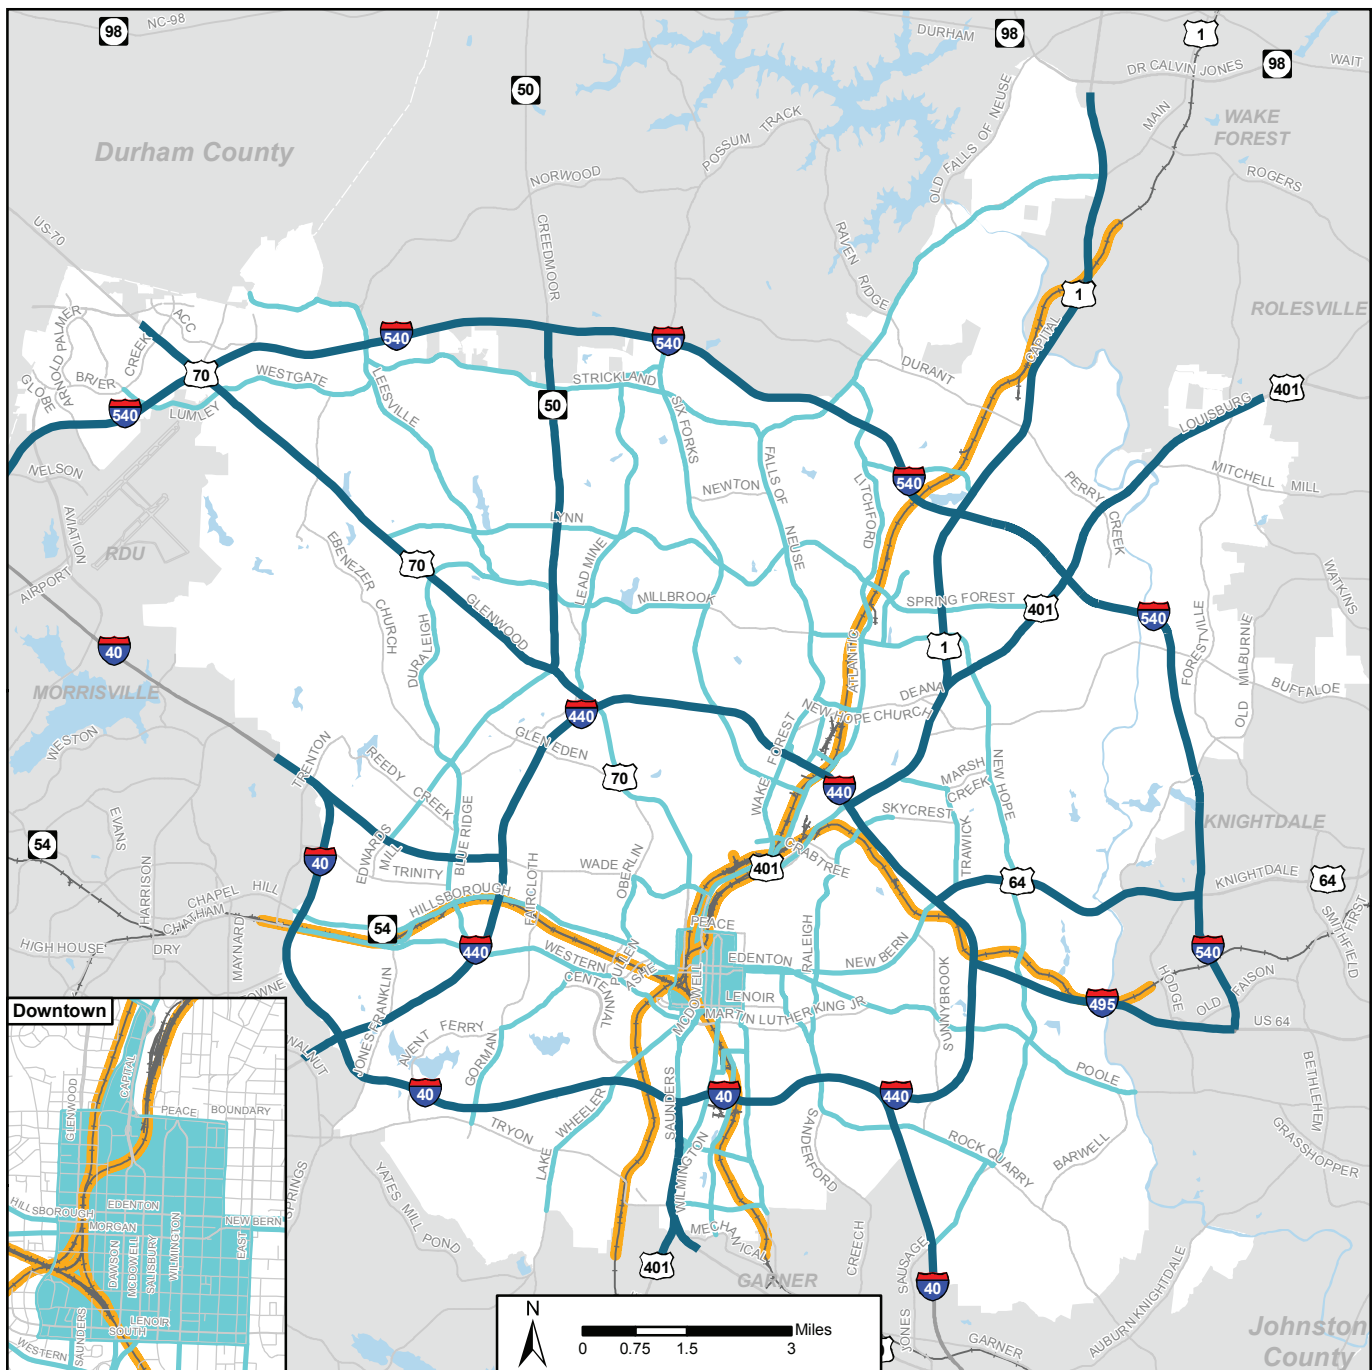 98
NC-98
DURHAM
98
1
DR CALVIN JONES
98
WAIT
50
OLD FALLS OF NEUSE
MAIN
WAKE
FOREST
Durham County
POSSUM TRACK
NORWOOD
ROGERS
US-70
CREEDMOOR
RAVEN RIDGE
1
ROLESVILLE
ARNOLD PALMER
ACC
CREEK
540
540
CAPITAL
GLOBE
BRIER
70
WESTGATE
LEESVILLE
STRICKLAND
DURANT
401
540
LUMLEY
50
SIX FORKS
LOUISBURG
NELSON
FALLS OF
NEUSE
LITCHFORD
540
MITCHELL MILL
NEWTON
PERRY
CREEK
AVIATION
LYNN
RDU
EBENEZER CHURCH
70
LEAD MINE
AIRPORT
GLENWOOD
MILLBROOK
SPRING FOREST
401
540
WATKINS
DURALEIGH
FORESTVILLE
OLD MILBURNIE
40
1
ATLANTIC
MORRISVILLE
DEANA
BUFFALOE
WESTON
440
NEW HOPE CHURCH
GLEN EDEN
WAKE FOREST
TRENTON
REEDY
CREEK
70
440
MARSH
CREEK
NEW HOPE
EVANS
SKYCREST
KNIGHTDALE
54
40
EDWARDS
MILL
BLUE RIDGE
WADE
OBERLIN
401
CRABTREE
TRAWICK
64
TRINITY
FAIRCLOTH
KNIGHTDALE
64
HARRISON
CHAPEL HILL
CHATHAM
HILLSBOROUGH
PEACE
RALEIGH
SMITHFIELD
FIRST
MAYNARD
54
HIGH HOUSE
DRY
440
WESTERN
PULLEN
ASHE
EDENTON
NEW BERN
540
CENTENNIAL
MCDOWELL
LENOIR
SUNNYBROOK
HODGE
OLD FAISON
495
MARTIN LUTHER KING JR
US 64
Downtown
WALNUT
JONES FRANKLIN
AVENT FERRY
GORMAN
POOLE
BETHLEHEM
40
SAUNDERS
40
440
LAKE WHEELER
GRASSHOPPER
TRYON
WILMINGTON
SANDERFORD
ROCK QUARRY
BARWELL
SPRINGS
YATES MILL POND
MECHANICAL
CREECH
401
GARNER
JONES SAUSAGE
40
AUBURN KNIGHTDALE
GARNER
Johnston
County
GLENWOOD
CAPITAL
PEACE
BOUNDARY
HILLSBOROUGH
EDENTON
MORGAN
NEW BERN
DAWSON
MCDOWELL
SALISBURY
WILMINGTON
EAST
LENOIR
SOUTH
SAUNDERS
WESTERN
N
Miles
0 0.75 1.5 3